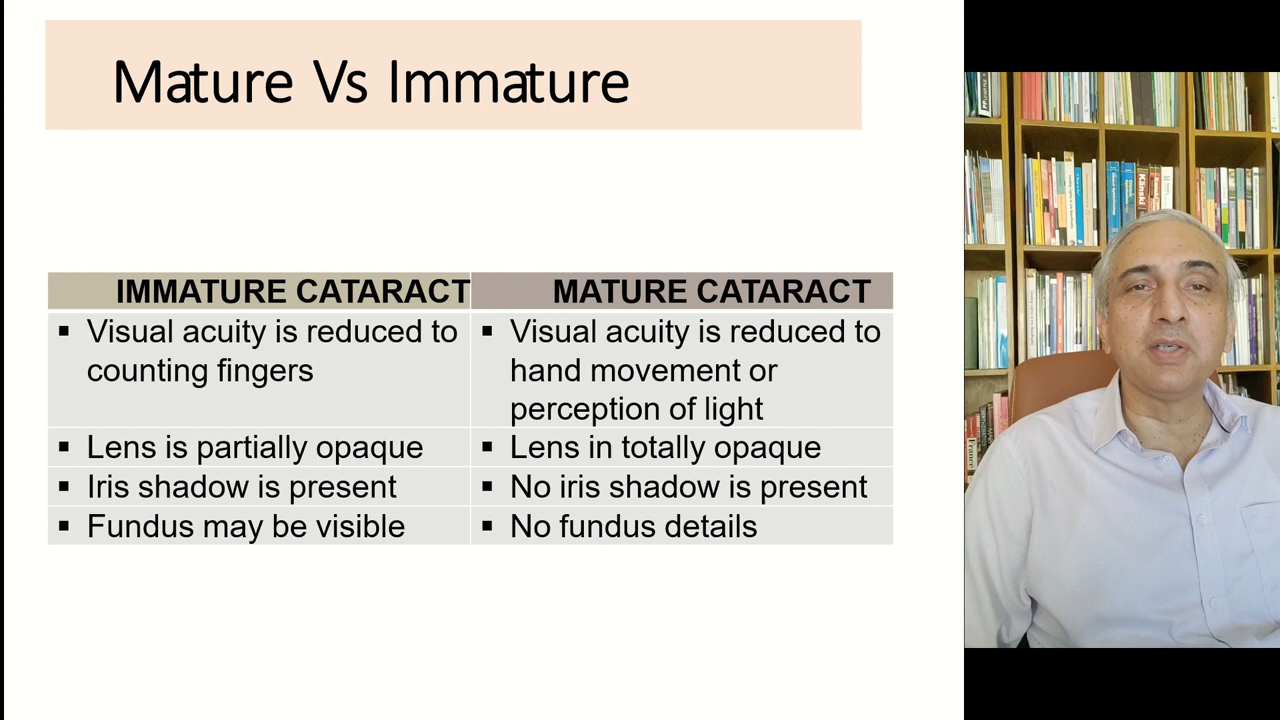 Mature Vs Immature
IMMATURE CATARACT
MATURE CATARACT
▪ Visual acuity is reduced to
counting fingers
▪ Visual acuity is reduced to
hand movement or
perception of light
▪ Lens is partially opaque
▪ Lens in totally opaque
▪ Iris shadow is present
▪ No iris shadow is present
▪ Fundus may be visible
▪ No fundus details
Kanski